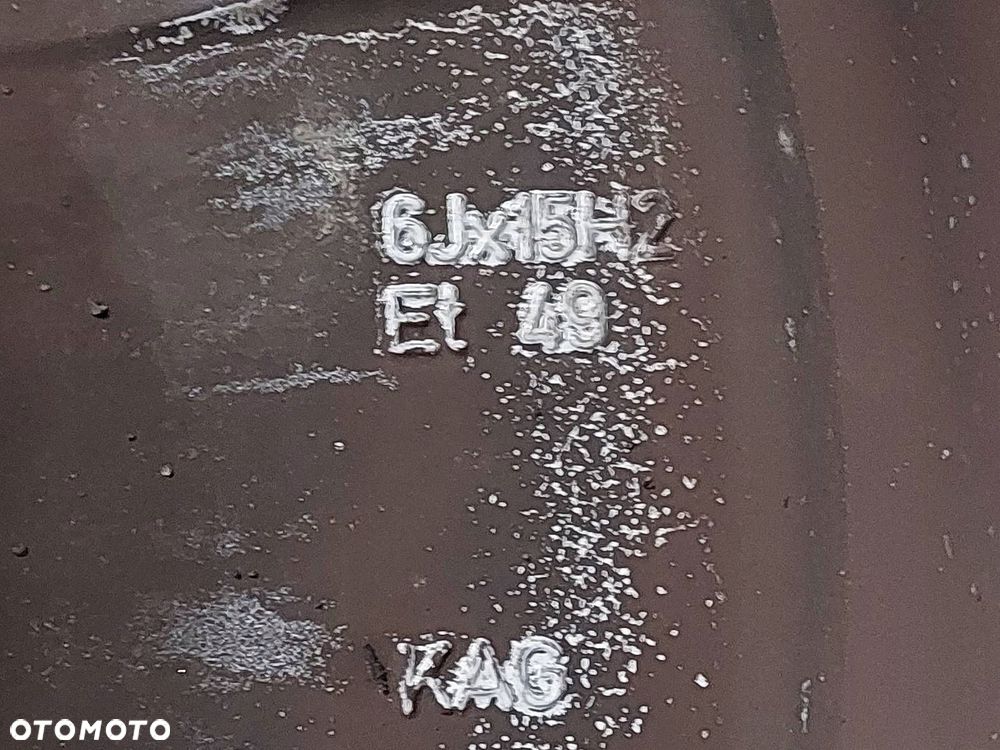 6Jx15H2
Et 49
KAG
OTOMOTO